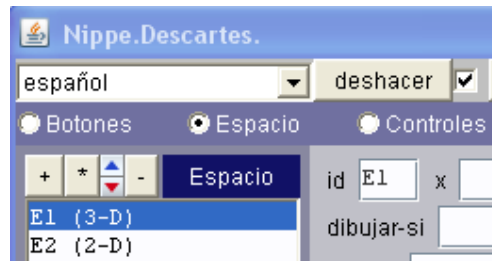 Nippe.Descartes.
español deshacer
Botones Espacio Controles
+ * - Espacio id E1 x
E1 (3-D) dibujar-si
E2 (2-D)